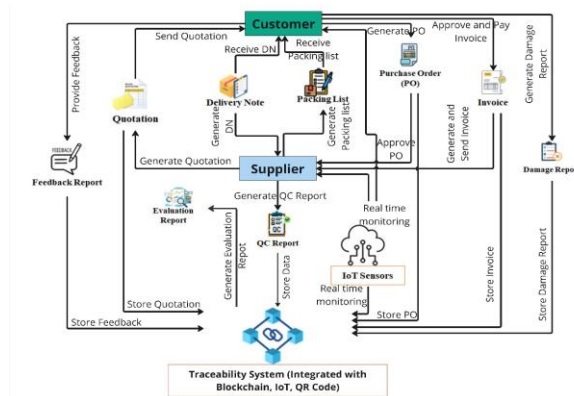 Customer
Send Quotation
Receive DN
Receive
Packing list
Generate PO
Approve and Pay
Invoice
Provide Feedback
Generate Damage
Report
Quotation
Delivery Note
Packing List
Purchase Order
(PO)
Invoice
Generate
DN
Generate
Packing list
Approve
PO
Generate and
Send Invoice
FEEDBACK
Feedback Report
Generate Quotation
Supplier
Damage Repo
Generate QC Report
Evaluation
Report
QC Report
Real time
monitoring
IoT Sensors
Generate Evaluation
Repot
Store Data
Real time
monitoring
Store Invoice
Store Damage Report
Store Quotation
Store PO
Store Feedback
Traceability System (Integrated with
Blockchain, IoT, QR Code)